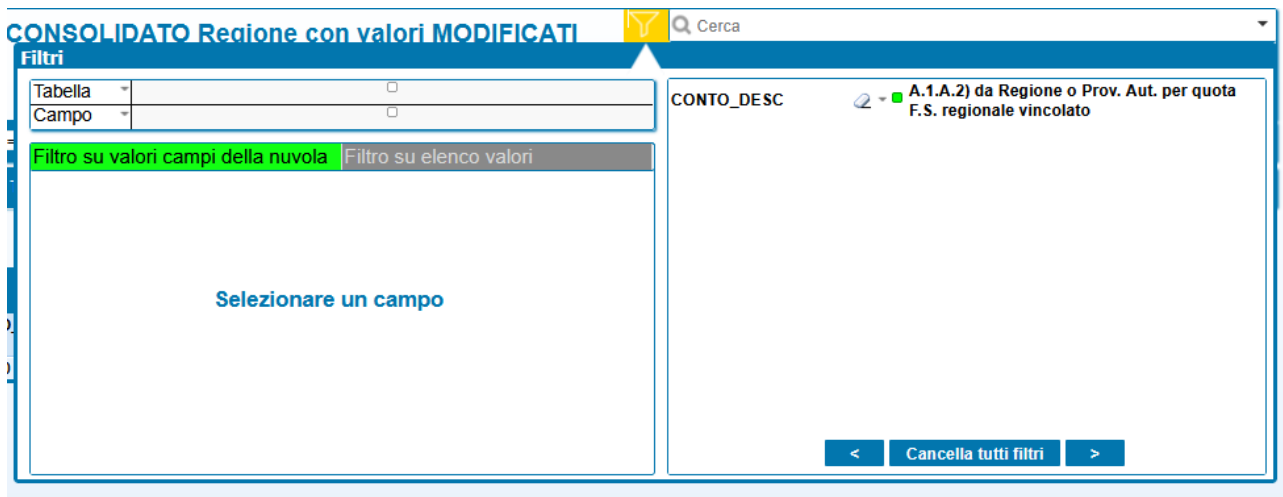 CONSOLIDATO Regione con valori MODIFICATI
Cerca
Filtri
Tabella
Campo
Filtro su valori campi della nuvola Filtro su elenco valori
Selezionare un campo
CONTO_DESC
A.1.A.2) da Regione o Prov. Aut. per quota
F.S. regionale vincolato
< Cancella tutti filtri >